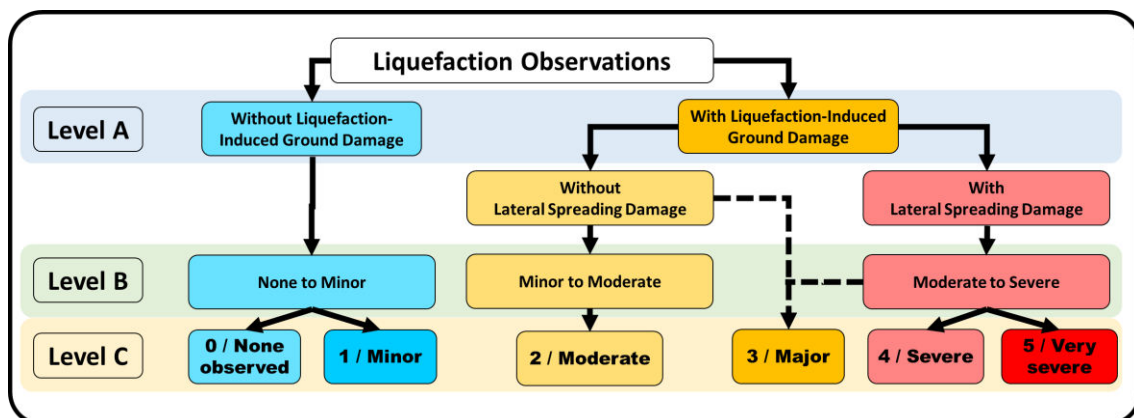 Liquefaction Observations
Level A
Without Liquefaction-
Induced Ground Damage
With Liquefaction-Induced
Ground Damage
Without
Lateral Spreading Damage
With
Lateral Spreading Damage
Level B
None to Minor
Minor to Moderate
Moderate to Severe
Level C
0 / None
observed
1 / Minor
2 / Moderate
3 / Major
4 / Severe
5 / Very
severe